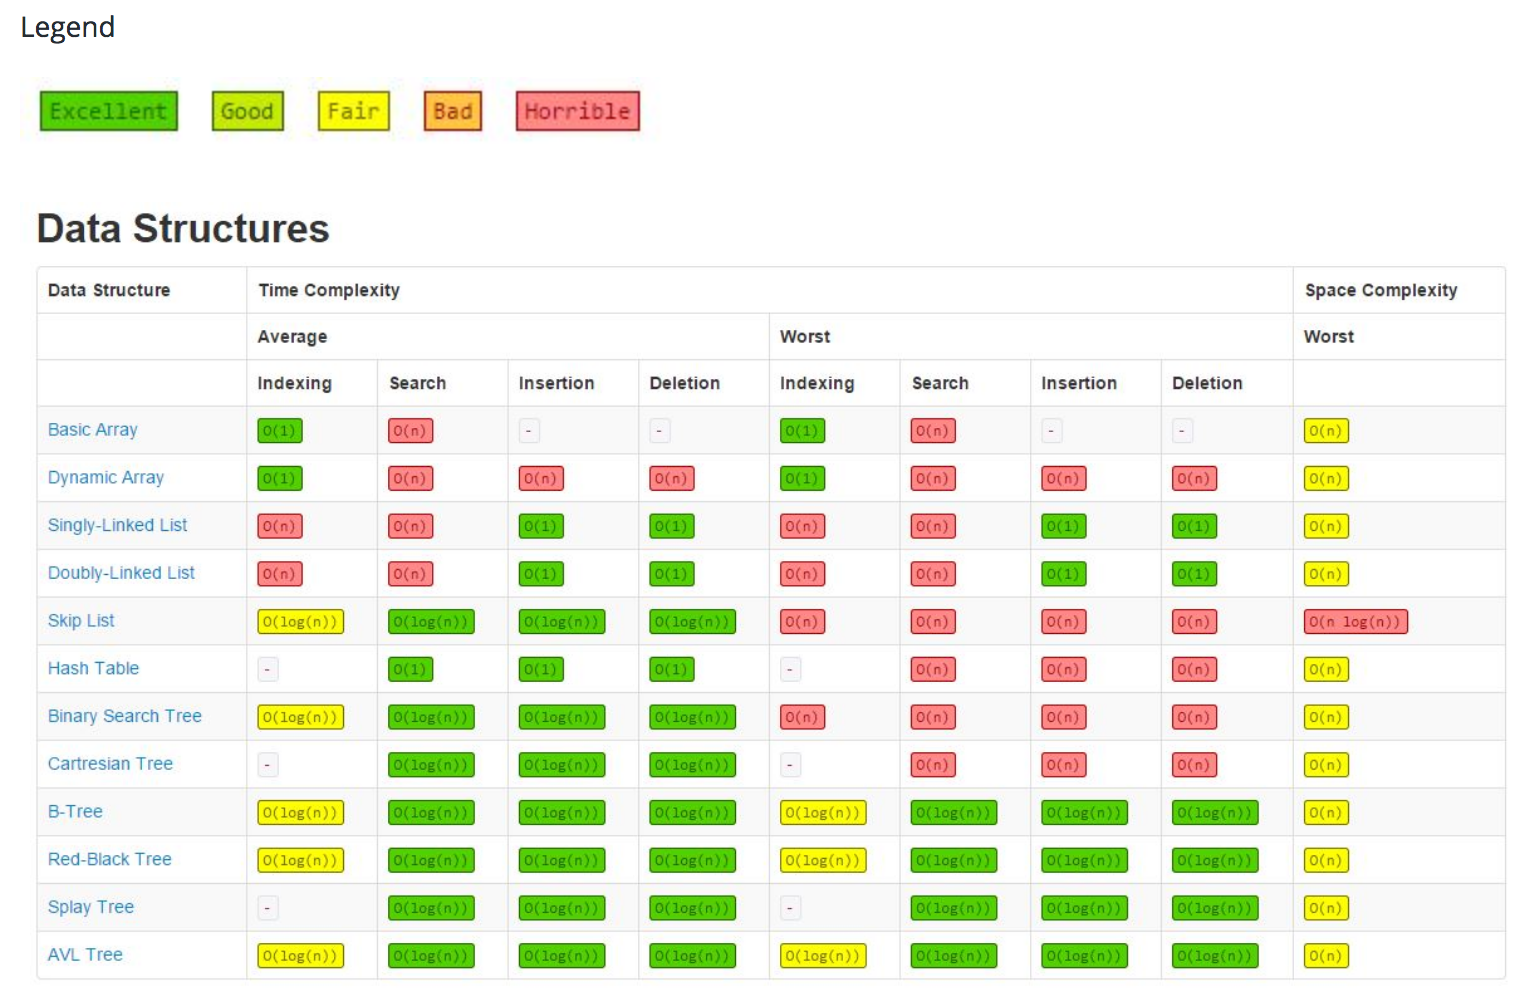 Legend
Excellent Good Fair Bad Horrible
Data Structures
Data Structure Time Complexity Space Complexity
Average Worst Worst
Indexing Search Insertion Deletion Indexing Search Insertion Deletion
Basic Array O(1) O(n) - - O(1) O(n) - - O(n)
Dynamic Array O(1) O(n) O(n) O(n) O(1) O(n) O(n) O(n) O(n)
Singly-Linked List O(n) O(n) O(1) O(1) O(n) O(n) O(1) O(1) O(n)
Doubly-Linked List O(n) O(n) O(1) O(1) O(n) O(n) O(1) O(1) O(n)
Skip List O(log(n)) O(log(n)) O(log(n)) O(log(n)) O(n) O(n) O(n) O(n) O(n log(n))
Hash Table - O(1) O(1) O(1) - O(n) O(n) O(n) O(n)
Binary Search Tree O(log(n)) O(log(n)) O(log(n)) O(log(n)) O(n) O(n) O(n) O(n) O(n)
Cartresian Tree - O(log(n)) O(log(n)) O(log(n)) - O(n) O(n) O(n) O(n)
B-Tree O(log(n)) O(log(n)) O(log(n)) O(log(n)) O(log(n)) O(log(n)) O(log(n)) O(log(n)) O(n)
Red-Black Tree O(log(n)) O(log(n)) O(log(n)) O(log(n)) O(log(n)) O(log(n)) O(log(n)) O(log(n)) O(n)
Splay Tree - O(log(n)) O(log(n)) O(log(n)) - O(log(n)) O(log(n)) O(log(n)) O(n)
AVL Tree O(log(n)) O(log(n)) O(log(n)) O(log(n)) O(log(n)) O(log(n)) O(log(n)) O(log(n)) O(n)